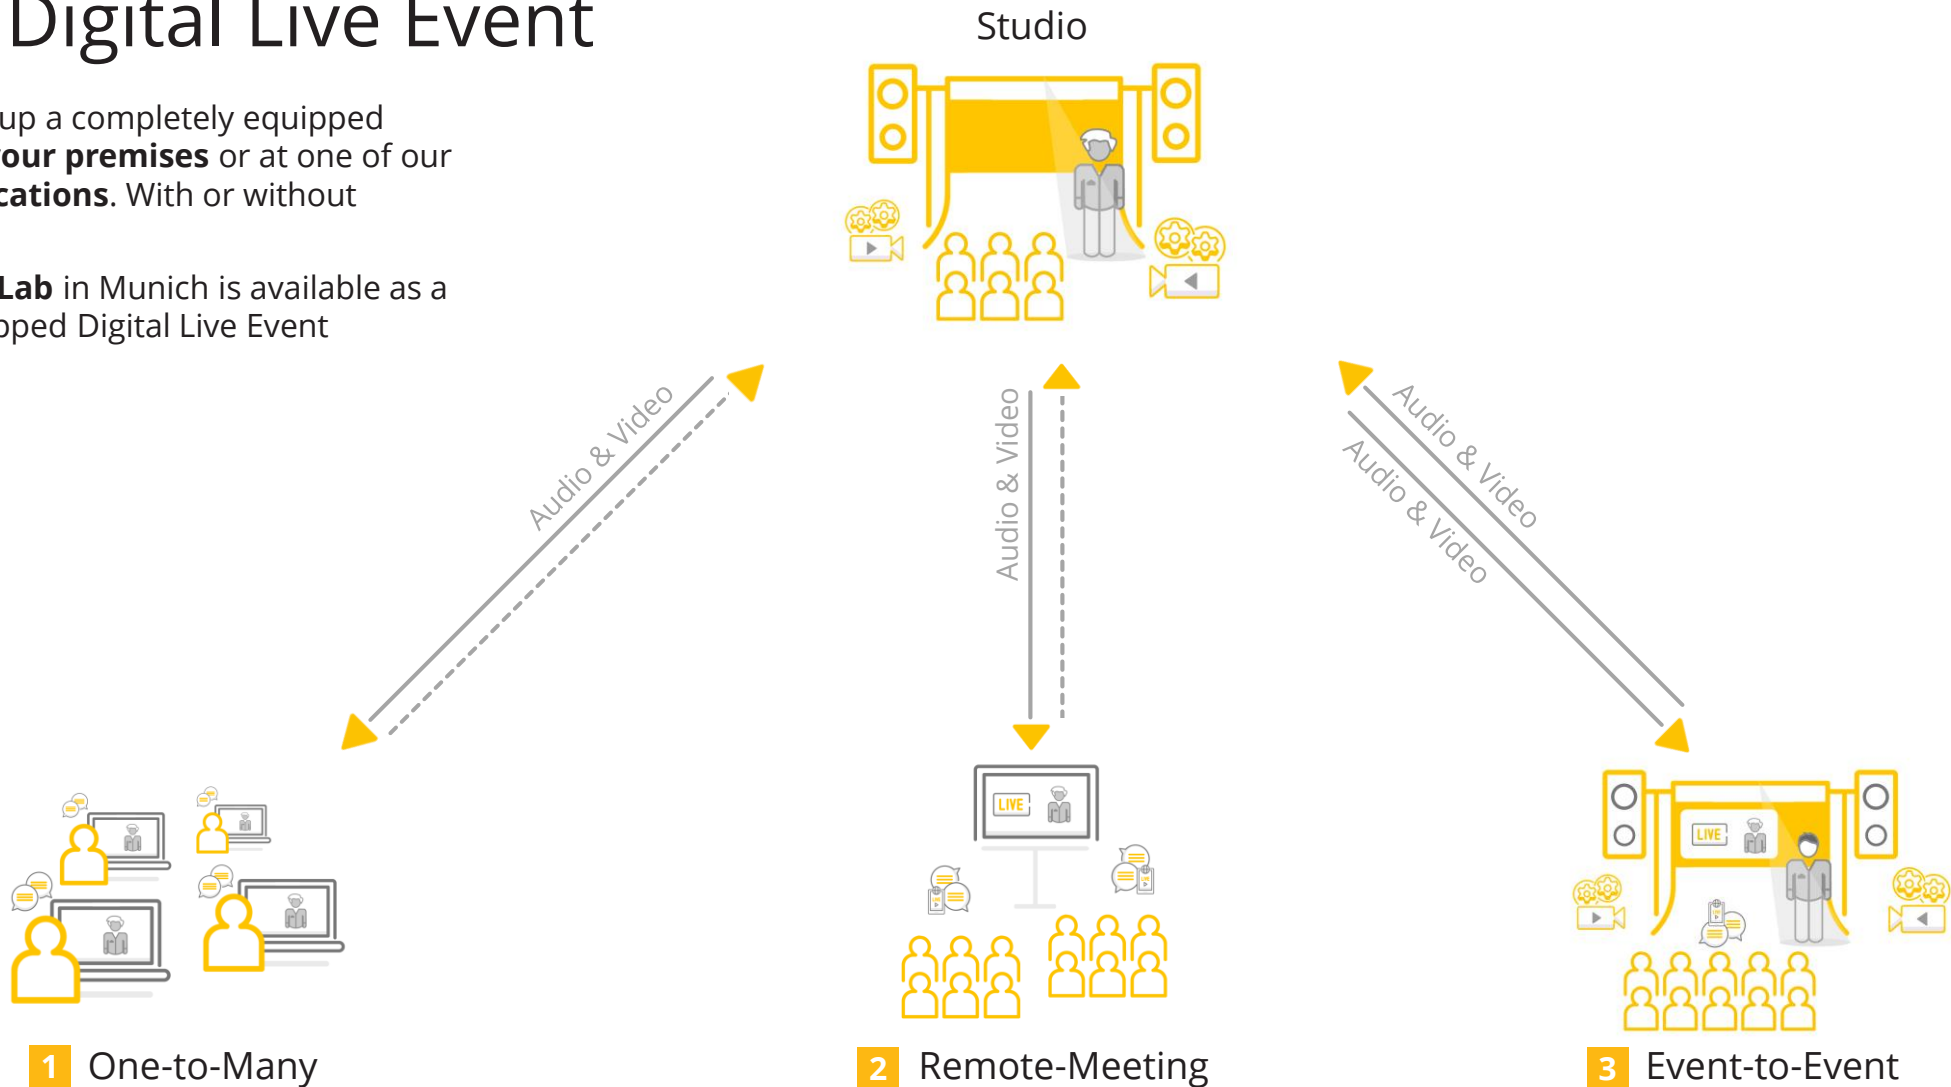 Digital Live Event
up a completely equipped
our premises or at one of our
cations. With or without
Lab in Munich is available as a
pped Digital Live Event
Studio
Audio & Video
Audio & Video
Audio & Video
Audio & Video
LIVE
LIVE
1 One-to-Many
2 Remote-Meeting
3 Event-to-Event